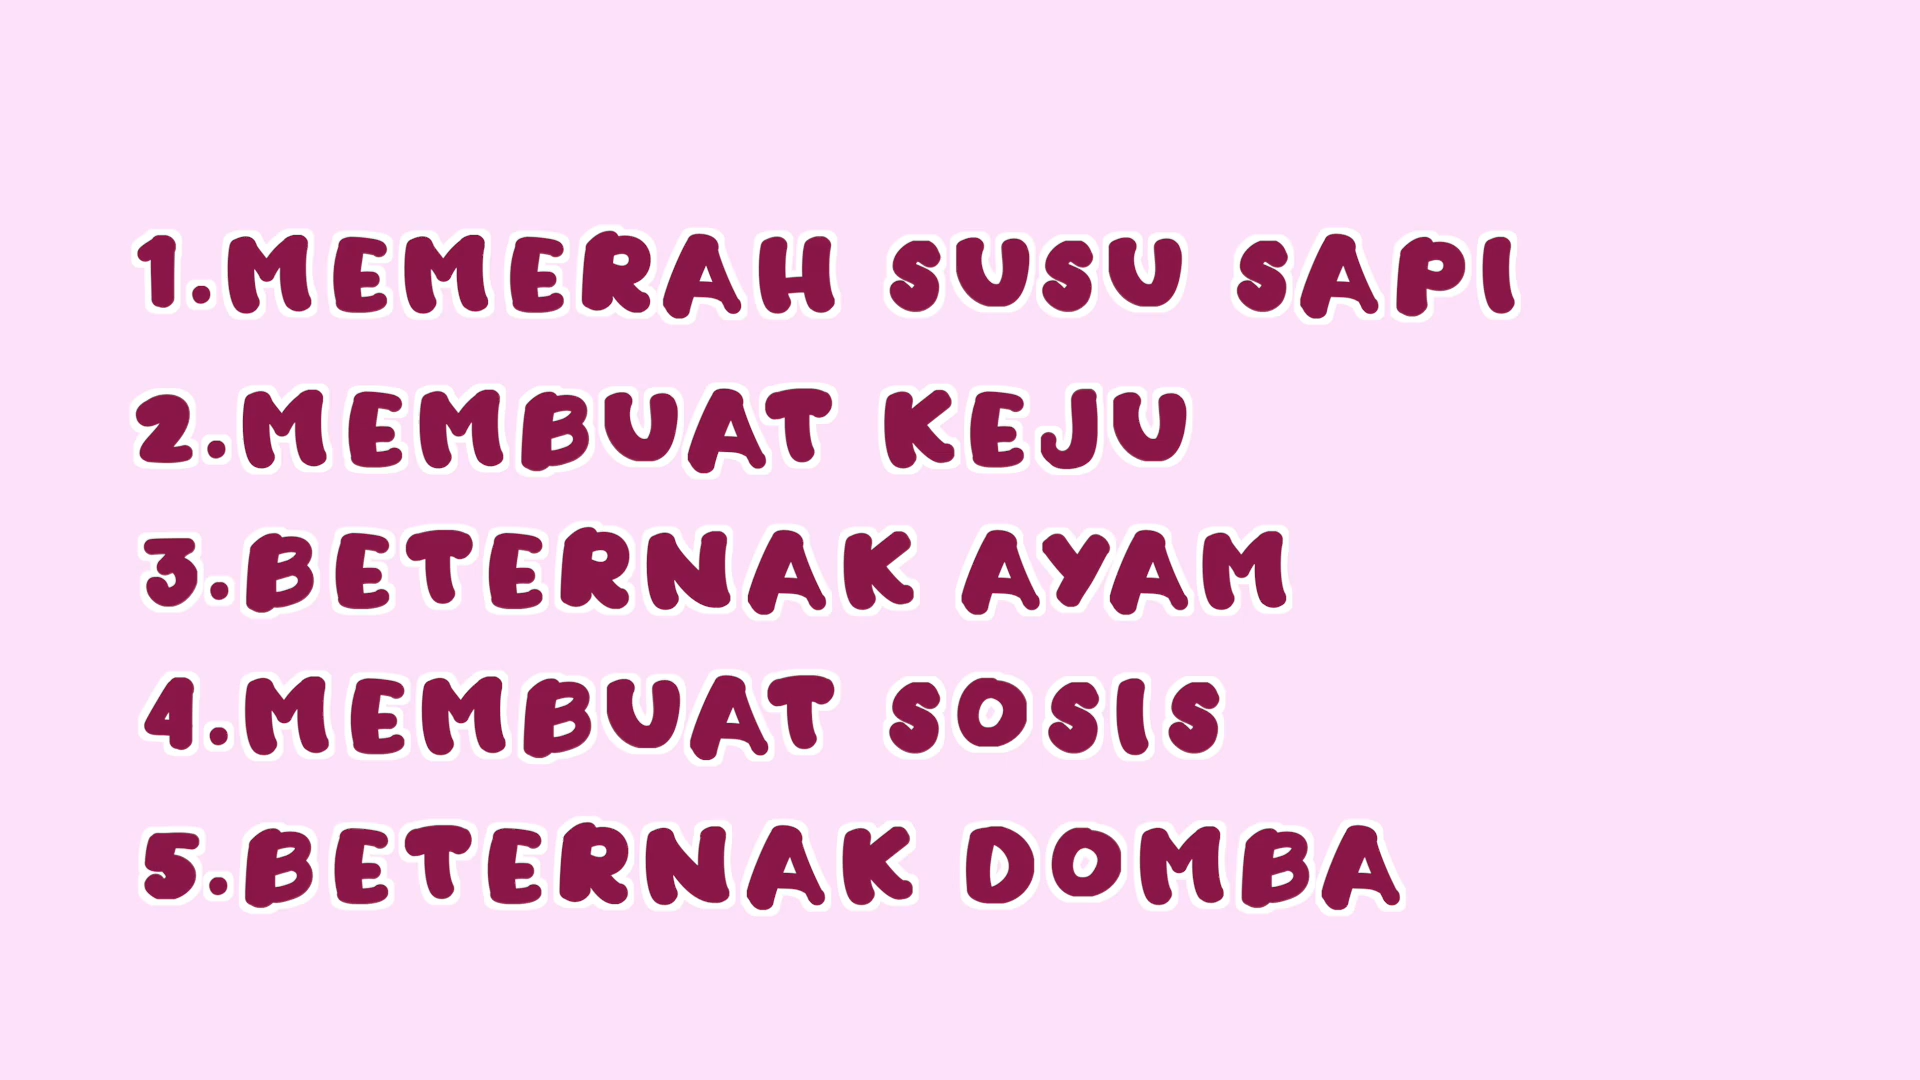 1.MEMERAH SUSU SAPI
2.MEMBUAT KEJU
3.BETERNAK AYAM
4.MEMBUAT SOSIS
5.BETERNAK DOMBA